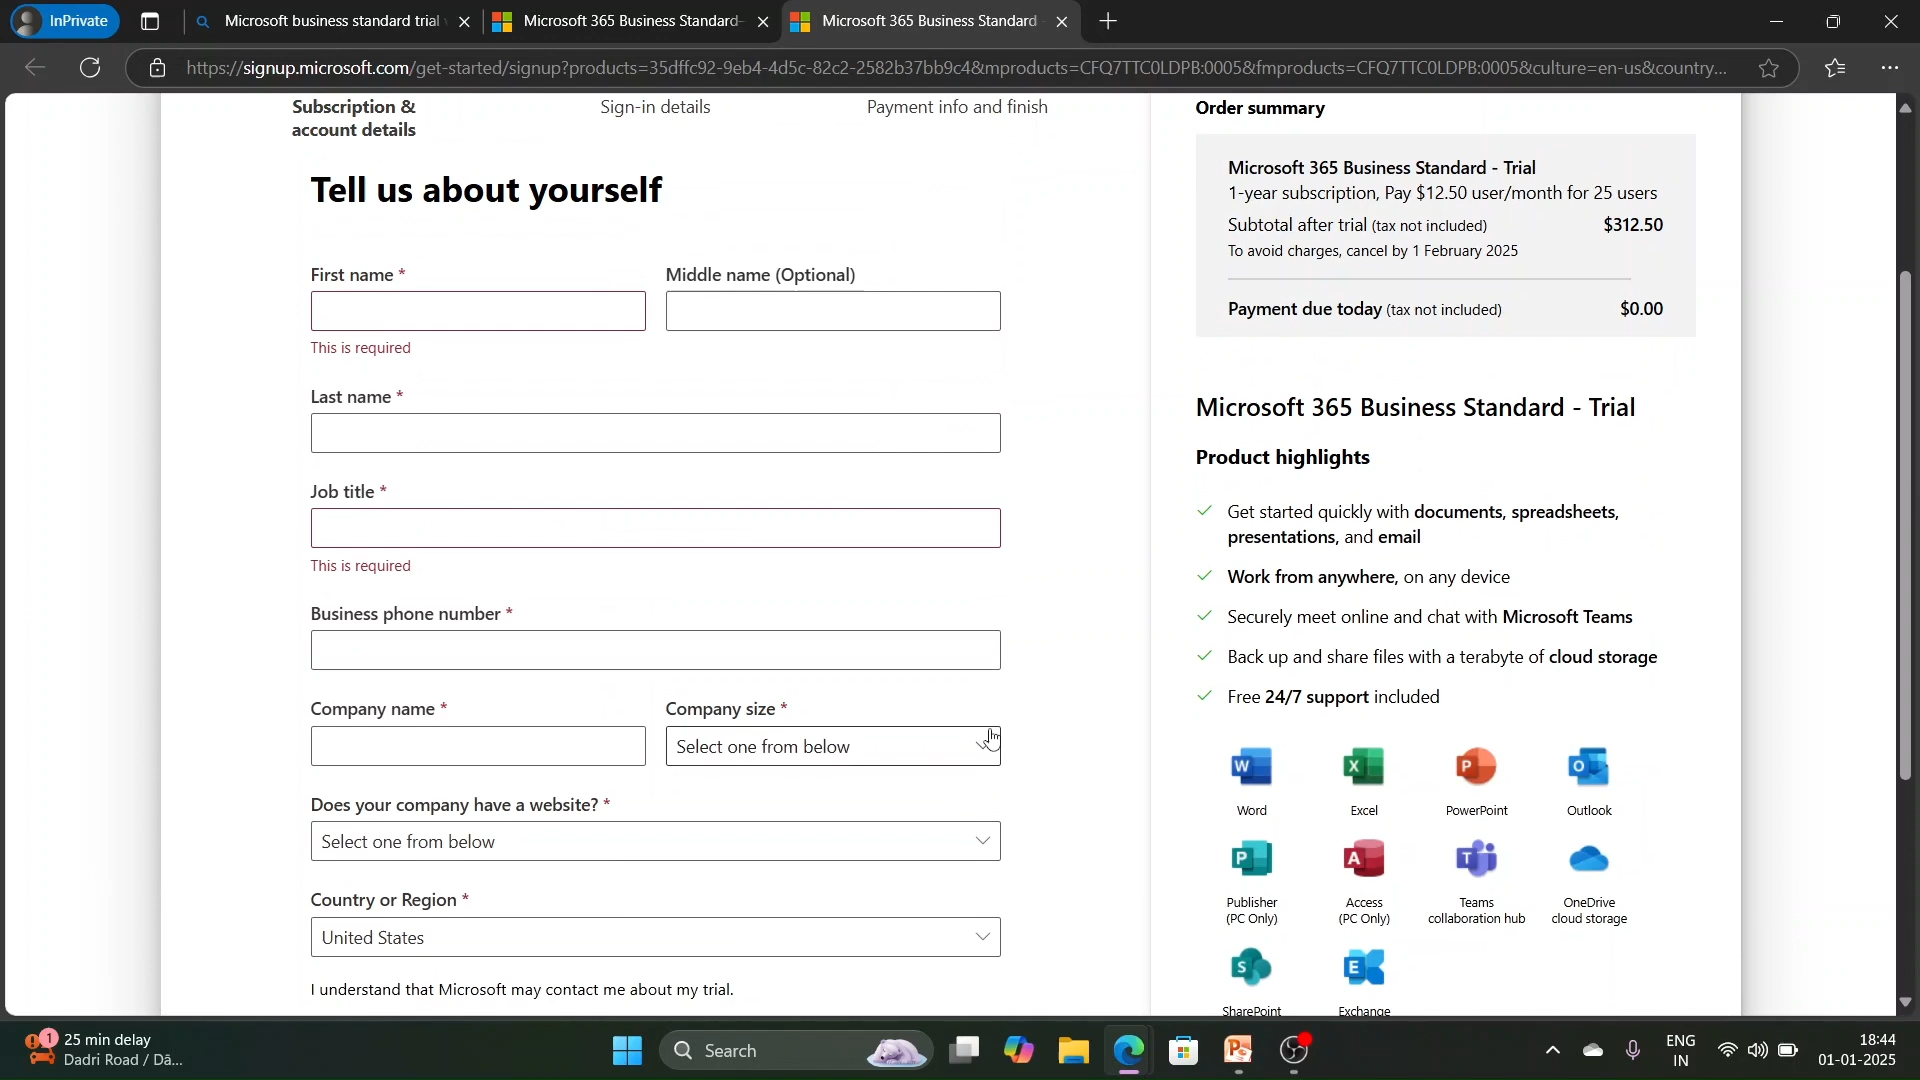 InPrivate
Microsoft business standard trial
Microsoft 365 Business Standard-
Microsoft 365 Business Standard
https://signup.microsoft.com/get-started/signup?products=35dffc92-9eb4-4d5c-82c2-2582b37bb9c4&mproducts=CFQ7TTC0LDPB:0005&fmproducts=CFQ7TTC0LDPB:0005&culture=en-us&country...
Subscription &
account details
Sign-in details
Payment info and finish
Tell us about yourself
First name *
Middle name (Optional)
This is required
Last name *
Job title *
This is required
Business phone number *
Company name *
Company size *
Select one from below
Does your company have a website? *
Select one from below
Country or Region *
United States
I understand that Microsoft may contact me about my trial.
Order summary
Microsoft 365 Business Standard - Trial
1-year subscription, Pay $12.50 user/month for 25 users
Subtotal after trial (tax not included) $312.50
To avoid charges, cancel by 1 February 2025
Payment due today (tax not included) $0.00
Microsoft 365 Business Standard - Trial
Product highlights
Get started quickly with documents, spreadsheets,
presentations, and email
Work from anywhere, on any device
Securely meet online and chat with Microsoft Teams
Back up and share files with a terabyte of cloud storage
Free 24/7 support included
Word
Excel
PowerPoint
Outlook
Publisher
(PC Only)
Access
(PC Only)
Teams
collaboration hub
OneDrive
cloud storage
SharePoint
Exchange
1
25 min delay
Dadri Road / Dā...
Search
ENG
IN
18:44
01-01-2025